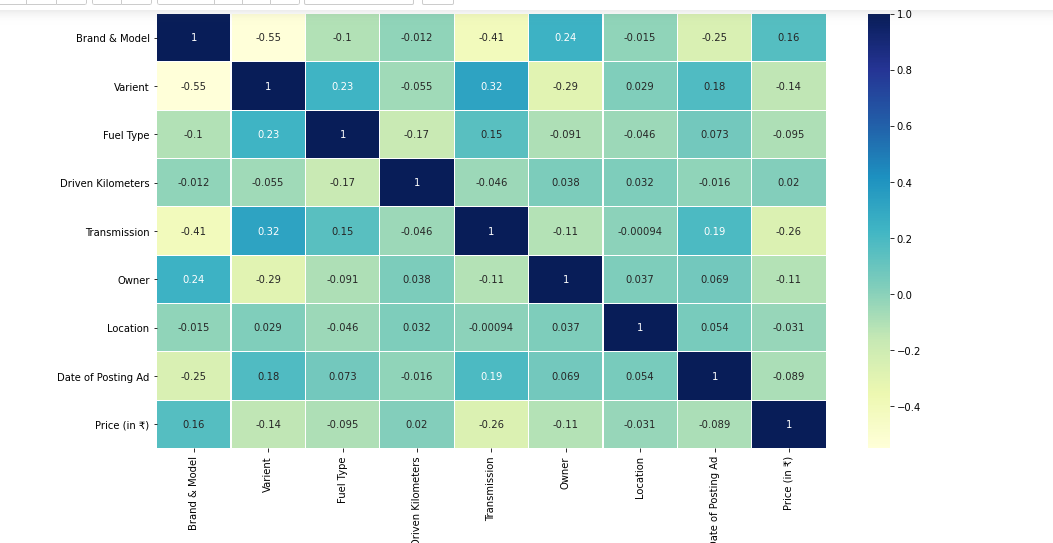 Brand & Model 1 -0.55 -0.1 -0.012 -0.41 0.24 -0.015 -0.25 0.16
Varient -0.55 1 0.23 -0.055 0.32 -0.29 0.029 0.18 -0.14
Fuel Type -0.1 0.23 1 -0.17 0.15 -0.091 -0.046 0.073 -0.095
Driven Kilometers -0.012 -0.055 -0.17 1 -0.046 0.038 0.032 -0.016 0.02
Transmission -0.41 0.32 0.15 -0.046 1 -0.11 -0.00094 0.19 -0.26
Owner 0.24 -0.29 -0.091 0.038 -0.11 1 0.037 0.069 -0.11
Location -0.015 0.029 -0.046 0.032 -0.00094 0.037 1 0.054 -0.031
Date of Posting Ad -0.25 0.18 0.073 -0.016 0.19 0.069 0.054 1 -0.089
Price (in ₹) 0.16 -0.14 -0.095 0.02 -0.26 -0.11 -0.031 -0.089 1
Brand & Model
Varient
Fuel Type
Driven Kilometers
Transmission
Owner
Location
ate of Posting Ad
Price (in ₹)
1.0
0.8
0.6
0.4
0.2
0.0
−0.2
−0.4